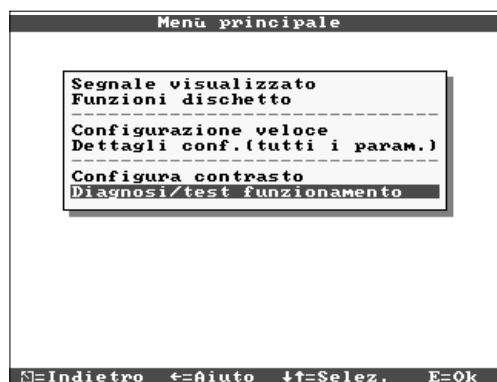 Menù principale
Segnale visualizzato
Funzioni dischetto
Configurazione veloce
Dettagli conf.(tutti i param.)
Configura contrasto
Diagnosi/test funzionamento
=Indietro ←=Aiuto ↓↑=Selez. E=Ok